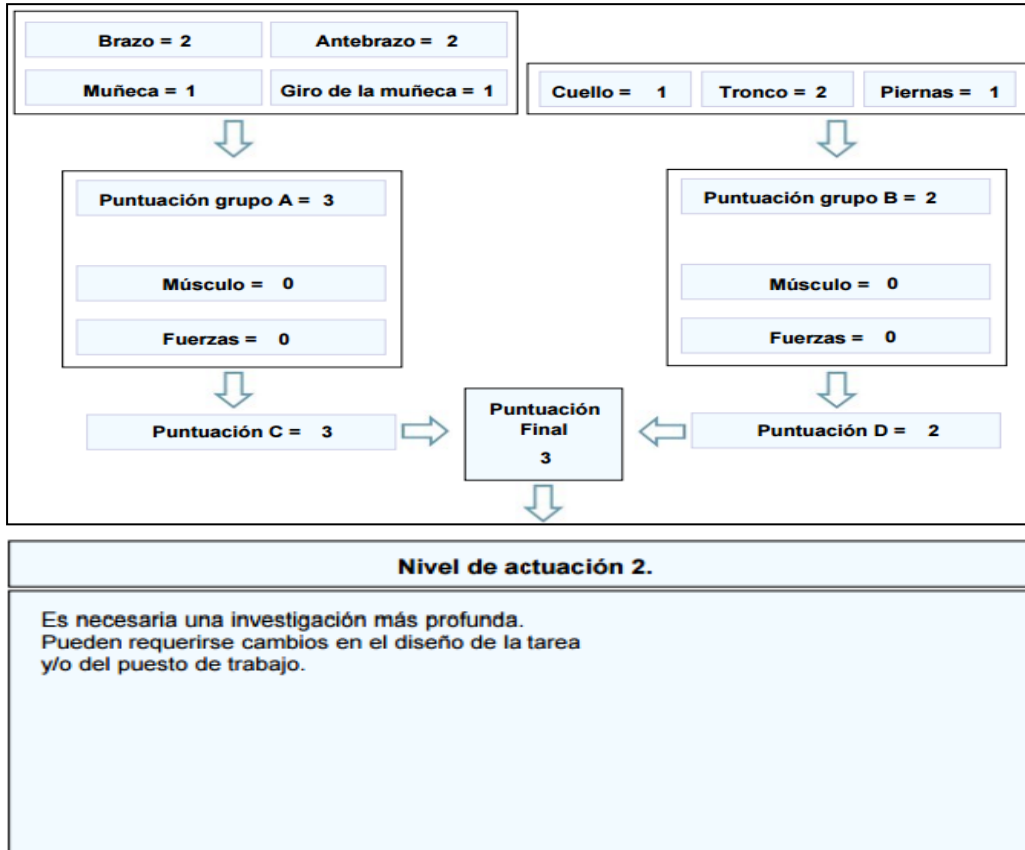 Brazo = 2
Antebrazo = 2
Muñeca = 1
Giro de la muñeca = 1
Cuello = 1
Tronco = 2
Piernas = 1
Puntuación grupo A = 3
Músculo = 0
Fuerzas = 0
Puntuación grupo B = 2
Músculo = 0
Fuerzas = 0
Puntuación C = 3
Puntuación
Final
3
Puntuación D = 2
Nivel de actuación 2.
Es necesaria una investigación más profunda.
Pueden requerirse cambios en el diseño de la tarea
y/o del puesto de trabajo.